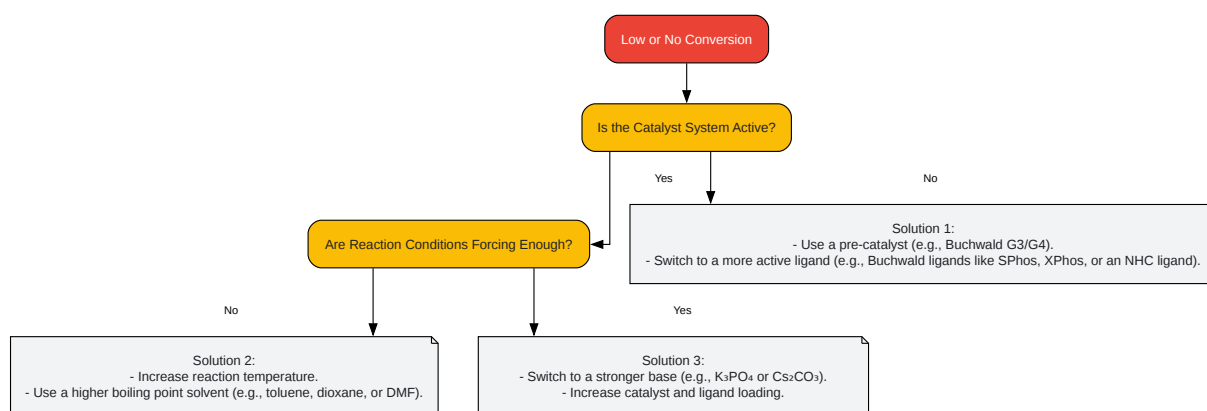 Low or No Conversion
Is the Catalyst System Active?
Yes
No
Solution 1:
- Use a pre-catalyst (e.g., Buchwald G3/G4).
- Switch to a more active ligand (e.g., Buchwald ligands like SPhos, XPhos, or an NHC ligand).
Are Reaction Conditions Forcing Enough?
No
Yes
Solution 2:
- Increase reaction temperature.
- Use a higher boiling point solvent (e.g., toluene, dioxane, or DMF).
Solution 3:
- Switch to a stronger base (e.g., K₃PO₄ or Cs₂CO₃).
- Increase catalyst and ligand loading.